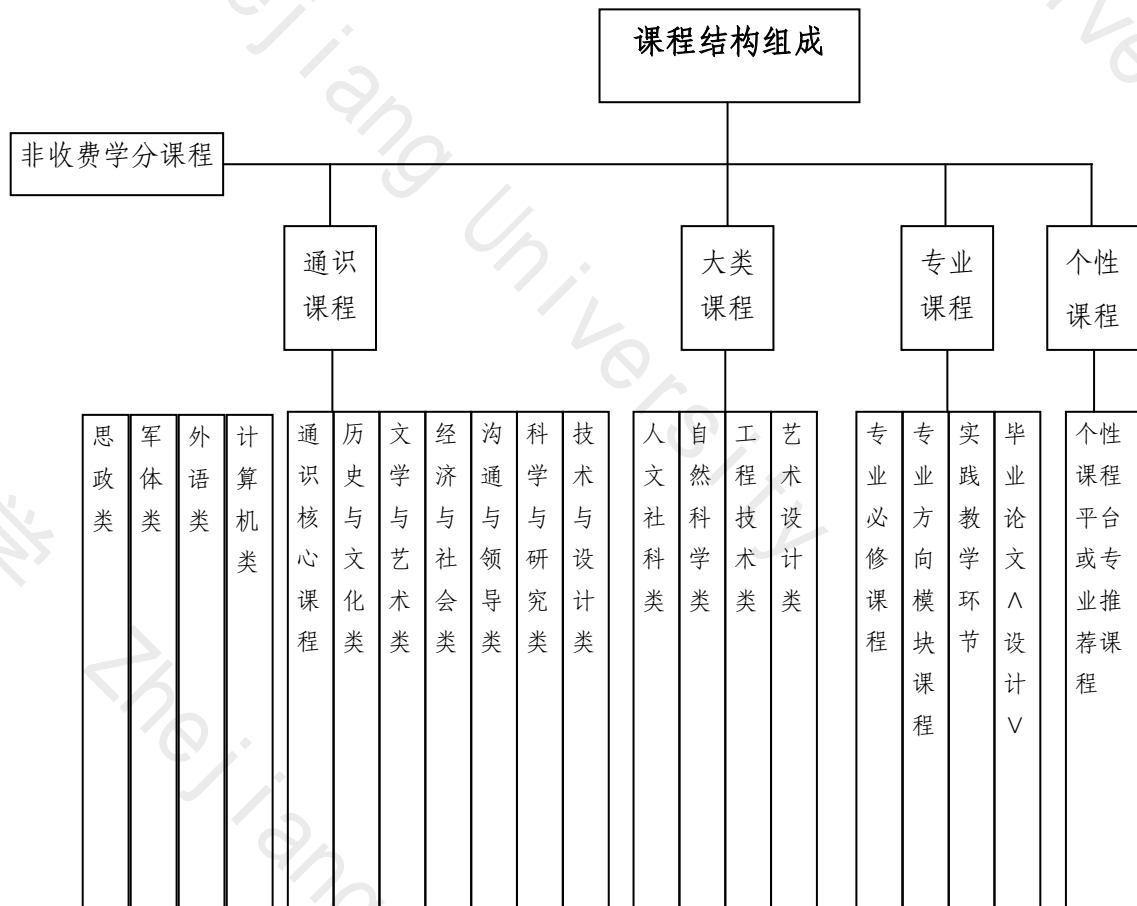 课程结构组成
非收费学分课程
通识
课程
大类
课程
专业
课程
个性
课程
思政类
军体类
外语类
计算机类
通识核心课程
历史与文化类
文学与艺术类
经济与社会类
沟通与领导类
科学与研究类
技术与设计类
人文社科类
自然科学类
工程技术类
艺术设计类
专业必修课程
专业方向模块课程
实践教学环节
毕业论文∧设计∨
个性
课程
平台
或专
业推
荐课
程
Zhejiang University
Zhejiang
学